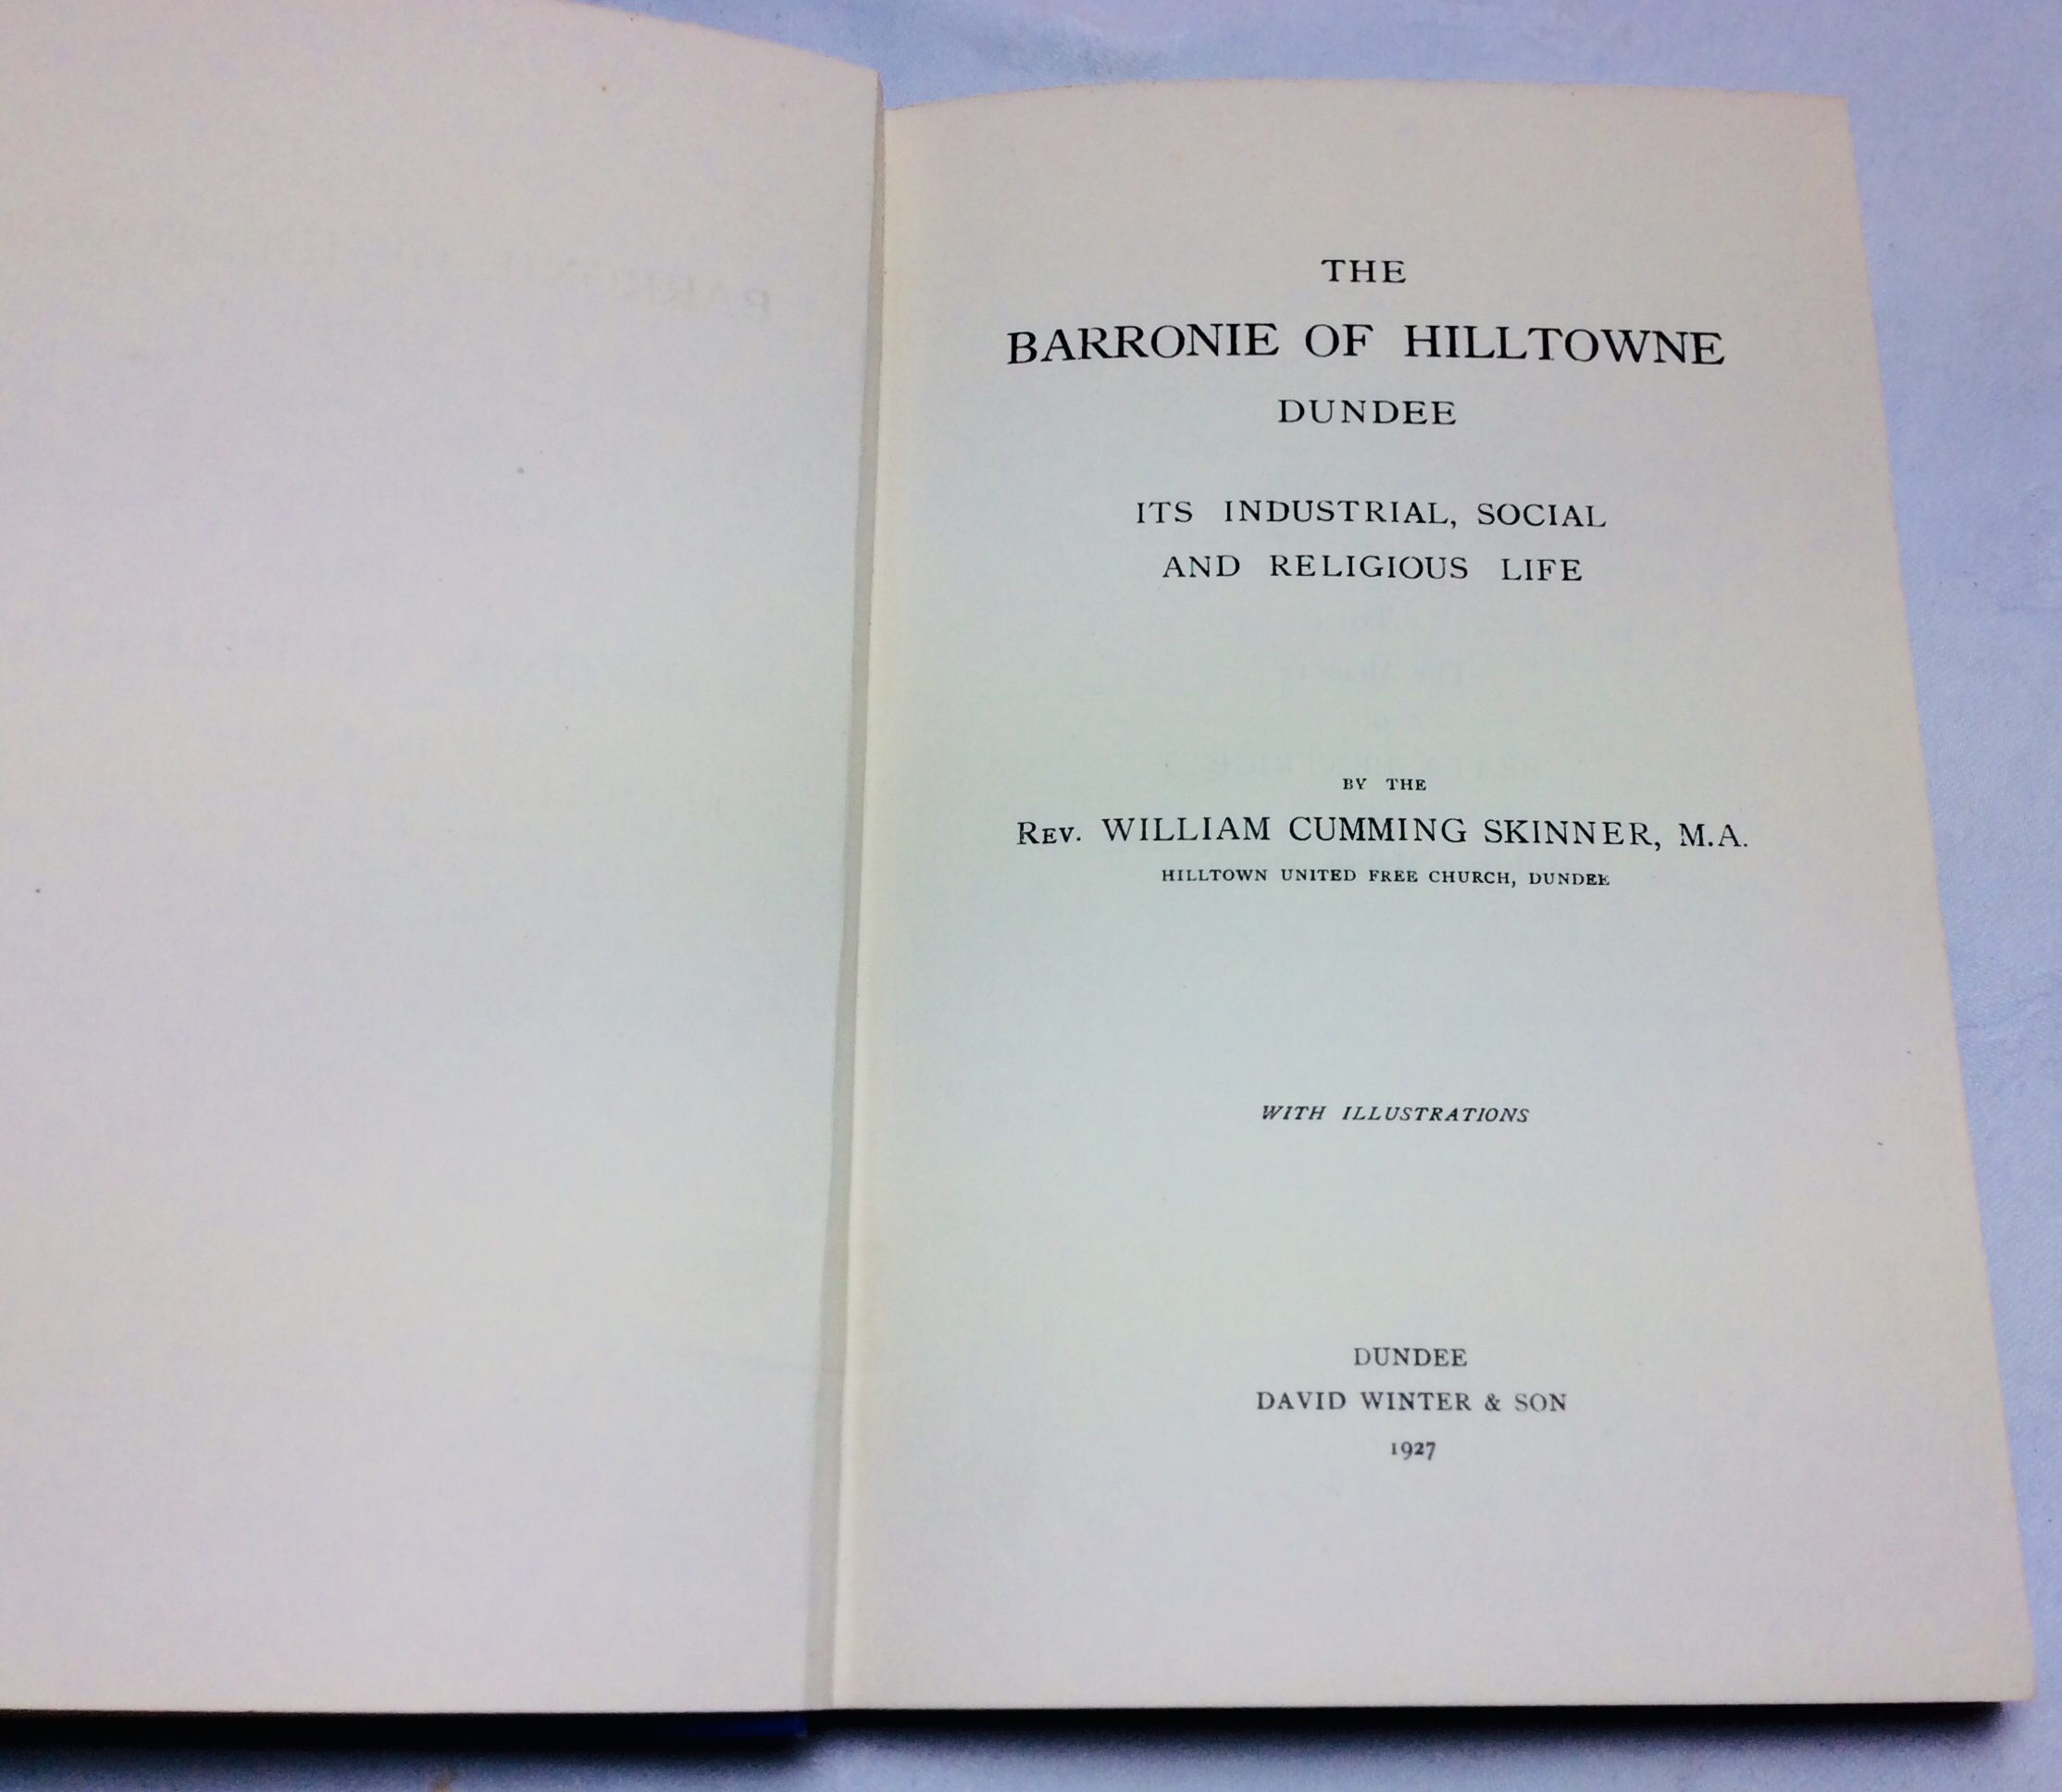 THE
BARRONIE OF HILLTOWNE
DUNDEE
ITS INDUSTRIAL, SOCIAL
AND RELIGIOUS LIFE
BY THE
REV. WILLIAM CUMMING SKINNER, M.A.
HILLTOWN UNITED FREE CHURCH, DUNDEE
WITH ILLUSTRATIONS
DUNDEE
DAVID WINTER & SON
1927